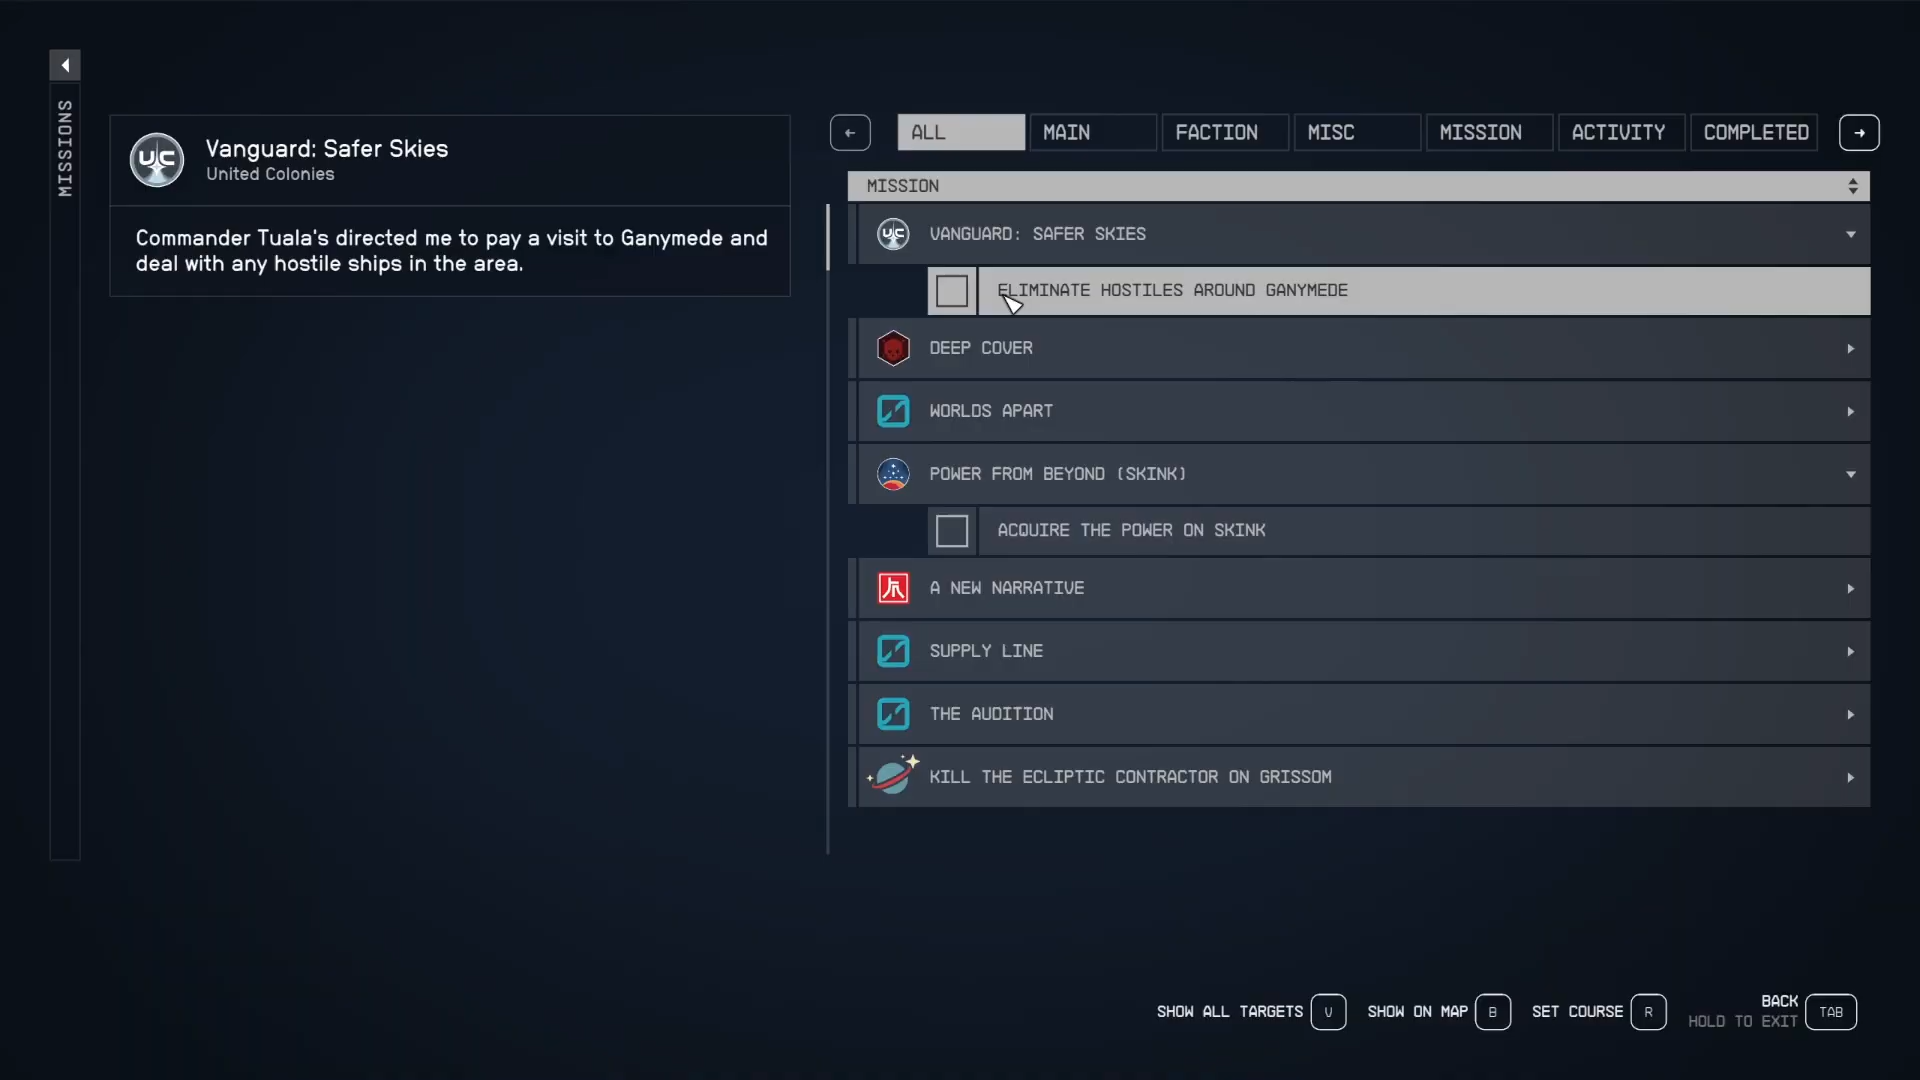 MISSIONS
UC
Vanguard: Safer Skies
United Colonies
Commander Tuala's directed me to pay a visit to Ganymede and
deal with any hostile ships in the area.
ALL MAIN FACTION MISC MISSION ACTIVITY COMPLETED
MISSION
UC VANGUARD: SAFER SKIES
ELIMINATE HOSTILES AROUND GANYMEDE
DEEP COVER
WORLDS APART
POWER FROM BEYOND (SKINK)
ACQUIRE THE POWER ON SKINK
A NEW NARRATIVE
SUPPLY LINE
THE AUDITION
KILL THE ECLIPTIC CONTRACTOR ON GRISSOM
SHOW ALL TARGETS V SHOW ON MAP B SET COURSE R BACK TAB
HOLD TO EXIT